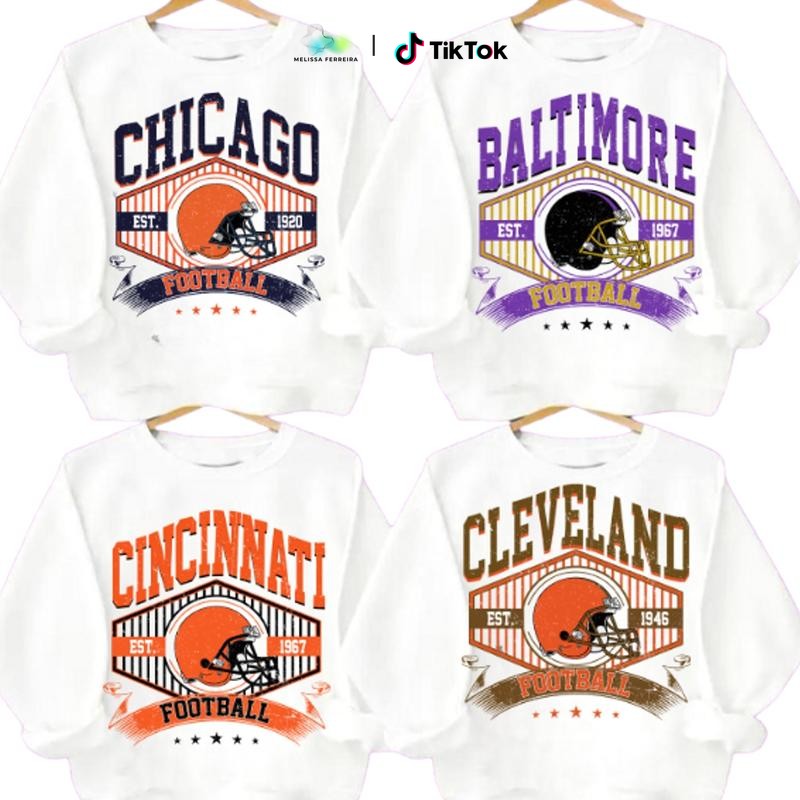 MELISSA FERREIRA
|
TikTok
CHICAGO
EST. 1920
FOOTBALL
BALTIMORE
EST. 1967
FOOTBALL
CINCINNATI
EST. 1967
FOOTBALL
CLEVELAND
EST. 1946
FOOTBALL